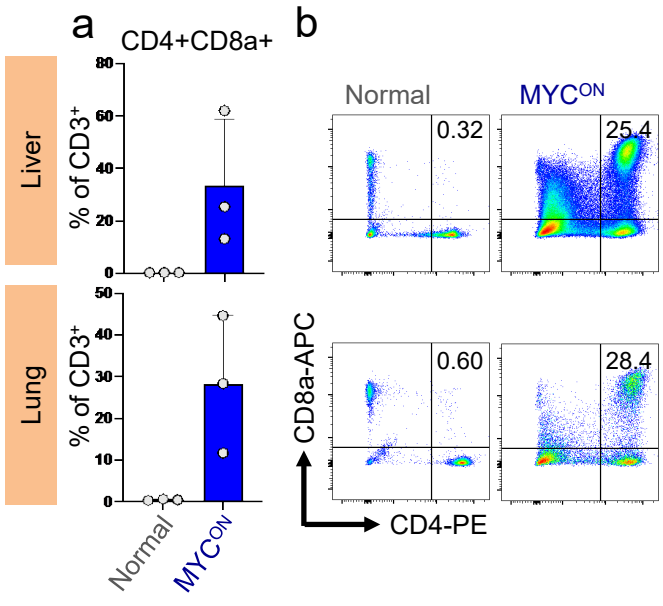 a
CD4+CD8a+
Liver
% of CD3⁺
80
60
40
20
0
Lung
% of CD3⁺
50
40
30
20
10
0
Normal
MYCᴼᴺ
b
Normal
MYCᴼᴺ
0.32
25.4
0.60
28.4
CD8a-APC
CD4-PE